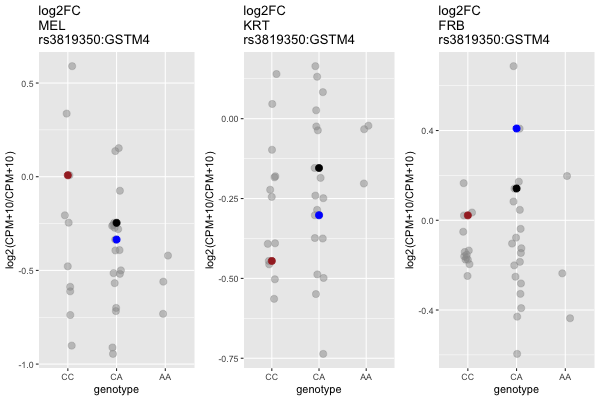 log2FC
MEL
rs3819350:GSTM4
log2(CPM+10/CPM+10)
0.5
0.0
-0.5
-1.0
CC
CA
AA
genotype
log2FC
KRT
rs3819350:GSTM4
log2(CPM+10/CPM+10)
0.00
-0.25
-0.50
-0.75
CC
CA
AA
genotype
log2FC
FRB
rs3819350:GSTM4
log2(CPM+10/CPM+10)
0.4
0.0
-0.4
CC
CA
AA
genotype